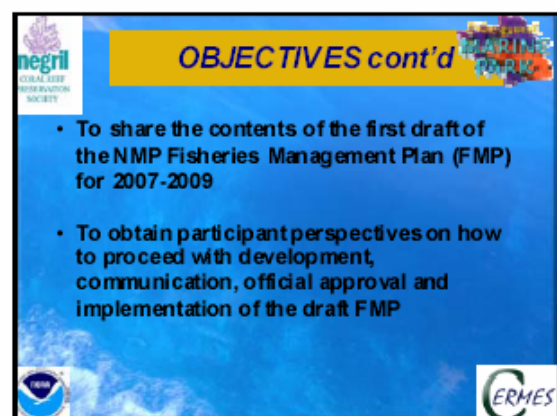 negril
CORAL REEF
PRESERVATION
SOCIETY
OBJECTIVES cont'd
MARINE
PARK
• To share the contents of the first draft of
the NMP Fisheries Management Plan (FMP)
for 2007-2009
• To obtain participant perspectives on how
to proceed with development,
communication, official approval and
implementation of the draft FMP
NOAA
CERMES